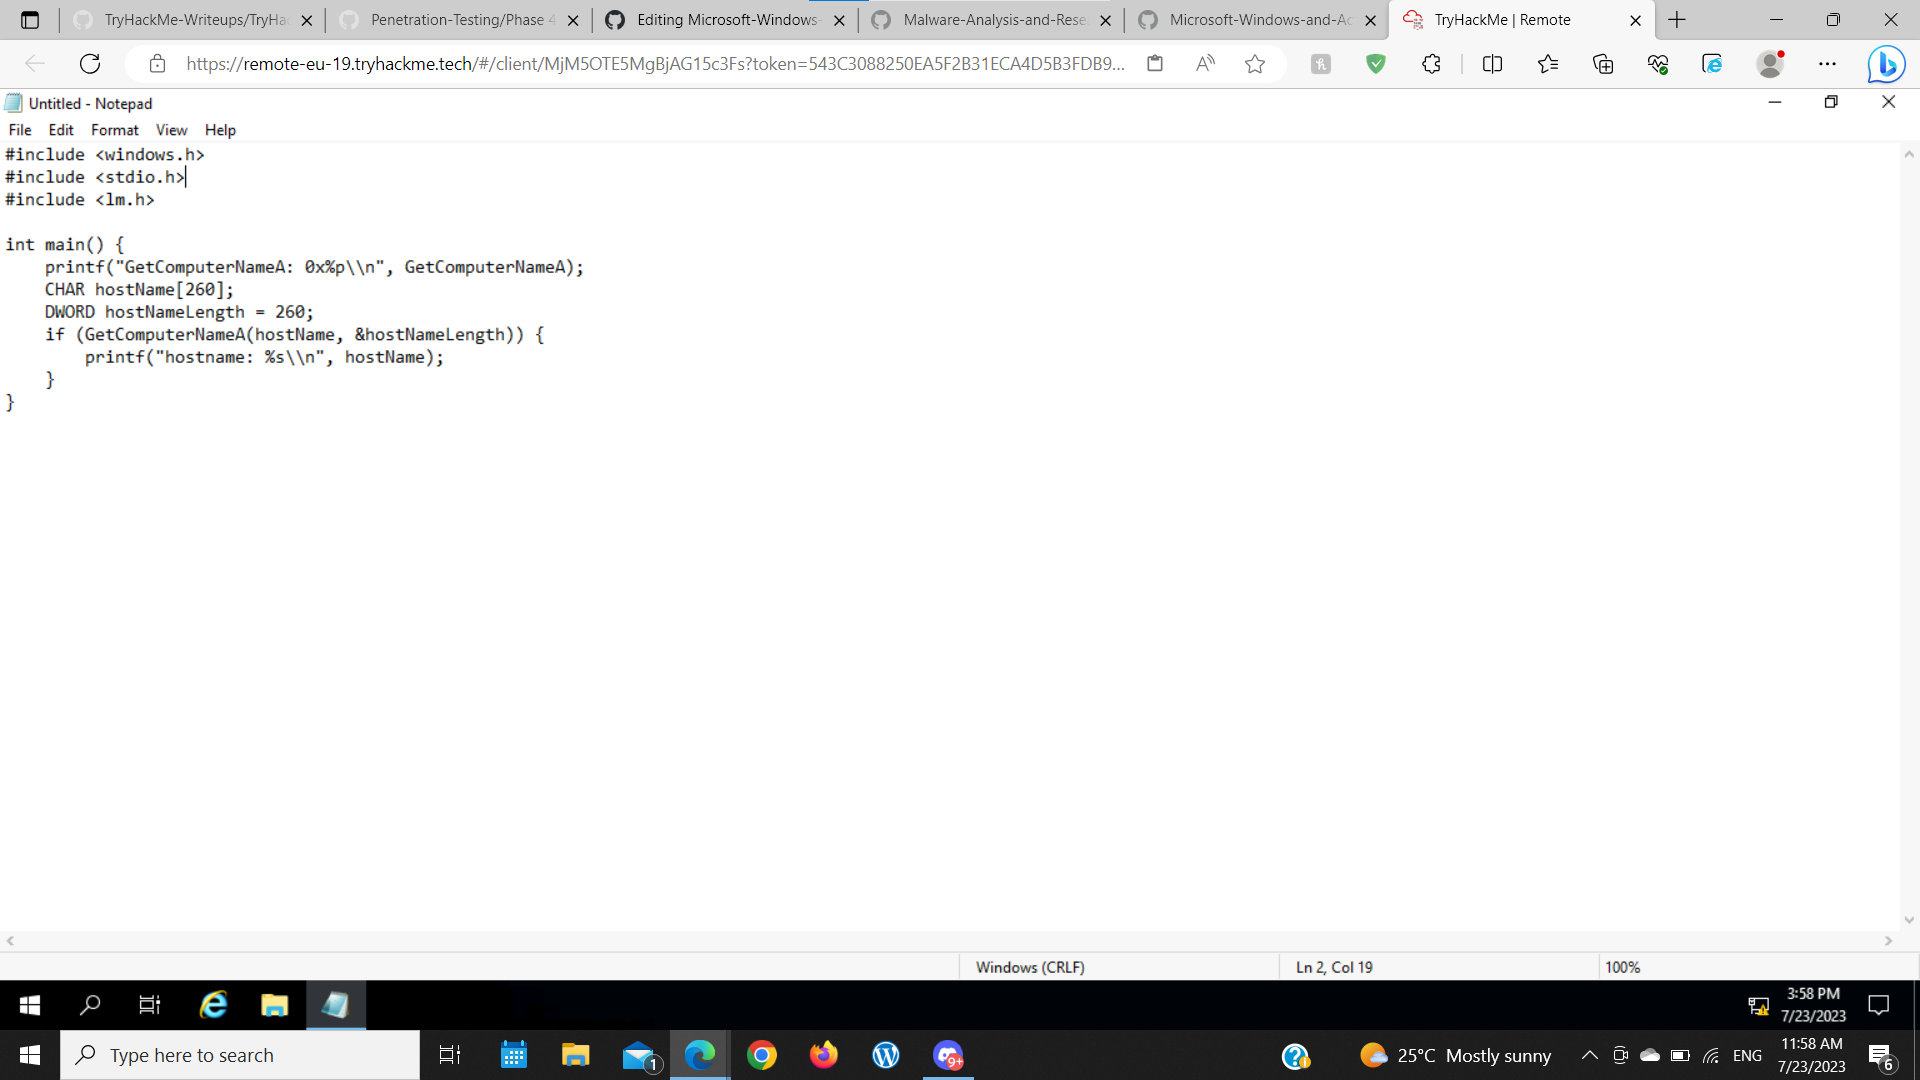 TryHackMe-Writeups/TryHac
Penetration-Testing/Phase 4
Editing Microsoft-Windows-
Malware-Analysis-and-Rese
Microsoft-Windows-and-Ac
TryHackMe | Remote
https://remote-eu-19.tryhackme.tech/#/client/MjM5OTE5MgBjAG15c3Fs?token=543C3088250EA5F2B31ECA4D5B3FDB9...
Untitled - Notepad
File Edit Format View Help
#include <windows.h>
#include <stdio.h>
#include <lm.h>
int main() {
printf("GetComputerNameA: 0x%p\\n", GetComputerNameA);
CHAR hostName[260];
DWORD hostNameLength = 260;
if (GetComputerNameA(hostName, &hostNameLength)) {
printf("hostname: %s\\n", hostName);
}
}
Windows (CRLF) Ln 2, Col 19 100%
3:58 PM
7/23/2023
Type here to search
1
9+
25°C Mostly sunny
ENG
11:58 AM
7/23/2023
6